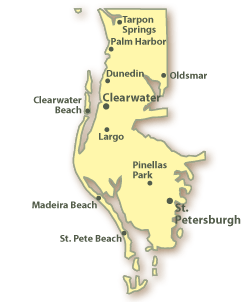 Tarpon
Springs
Palm Harbor
Dunedin
Oldsmar
Clearwater
Clearwater
Beach
Largo
Pinellas
Park
Madeira Beach
St.
Petersburgh
St. Pete Beach